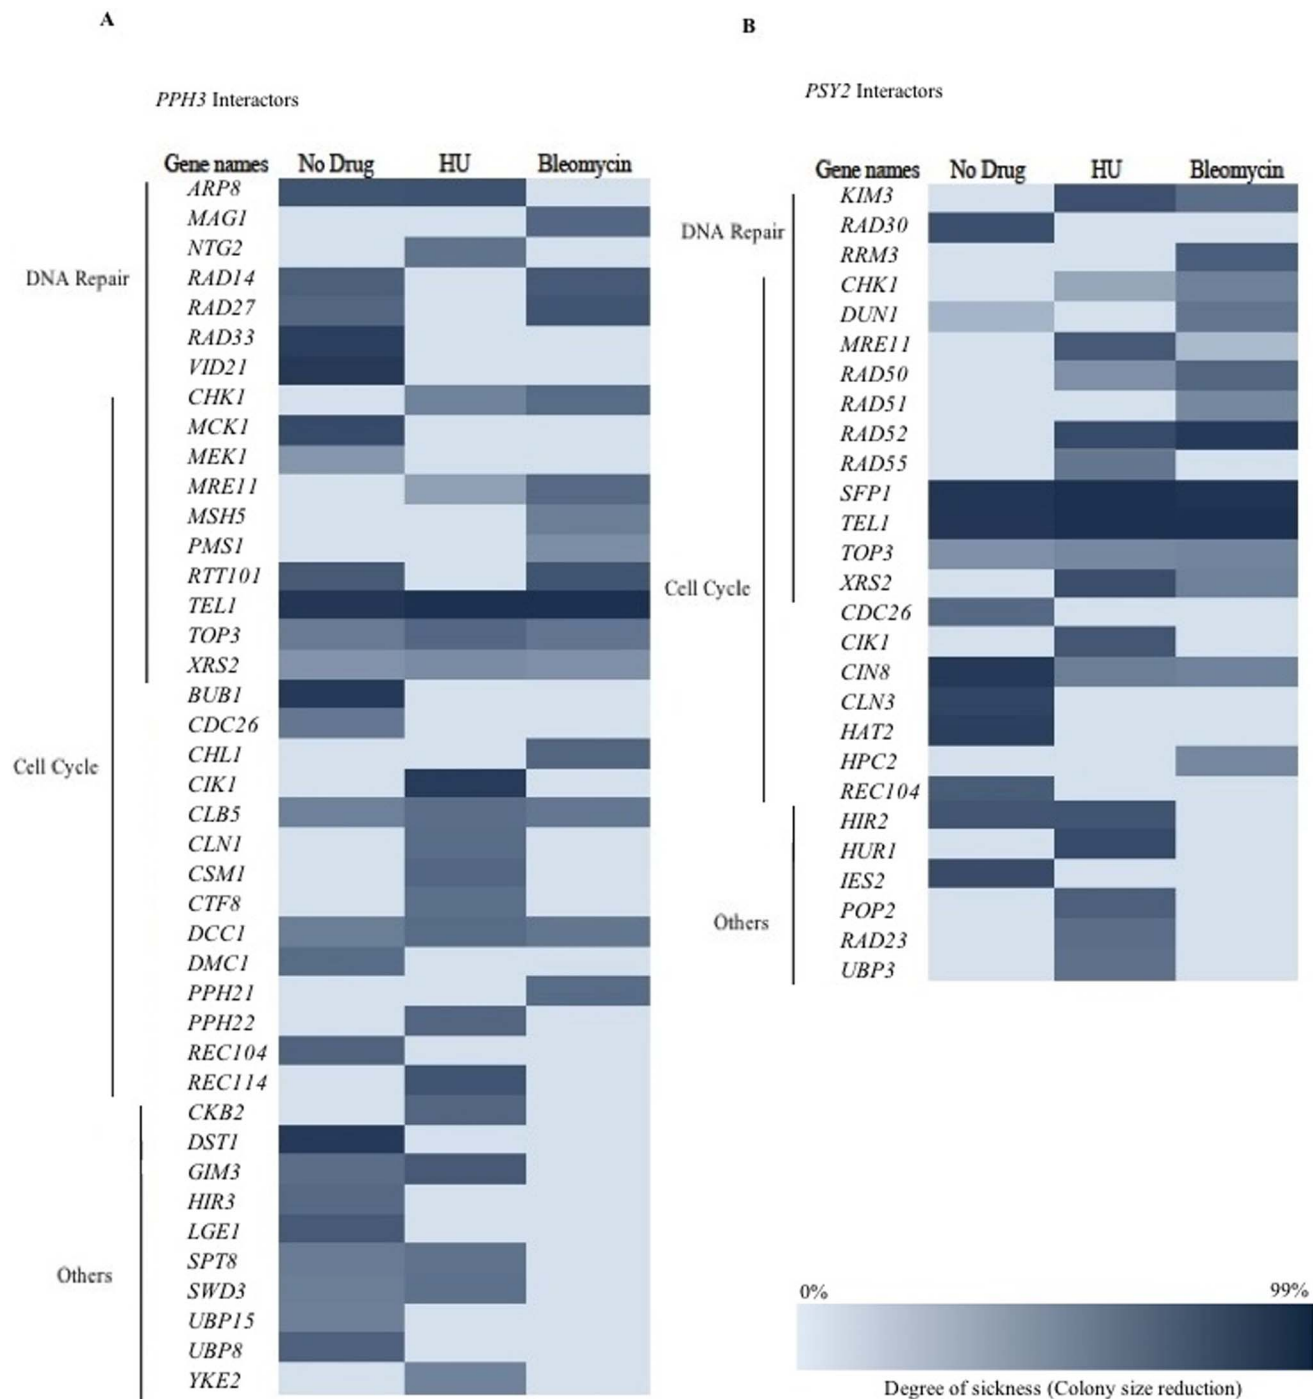 A
PPH3 Interactors
Gene names No Drug HU Bleomycin
DNA Repair
Cell Cycle
Others
ARP8
MAG1
NTG2
RAD14
RAD27
RAD33
VID21
CHK1
MCK1
MEK1
MRE11
MSH5
PMS1
RTT101
TEL1
TOP3
XRS2
BUB1
CDC26
CHL1
CIK1
CLB5
CLN1
CSM1
CTF8
DCC1
DMC1
PPH21
PPH22
REC104
REC114
CKB2
DST1
GIM3
HIR3
LGE1
SPT8
SWD3
UBP15
UBP8
YKE2
B
PSY2 Interactors
Gene names No Drug HU Bleomycin
DNA Repair
Cell Cycle
Others
KIM3
RAD30
RRM3
CHK1
DUN1
MRE11
RAD50
RAD51
RAD52
RAD55
SFP1
TEL1
TOP3
XRS2
CDC26
CIK1
CIN8
CLN3
HAT2
HPC2
REC104
HIR2
HUR1
IES2
POP2
RAD23
UBP3
0% 99%
Degree of sickness (Colony size reduction)